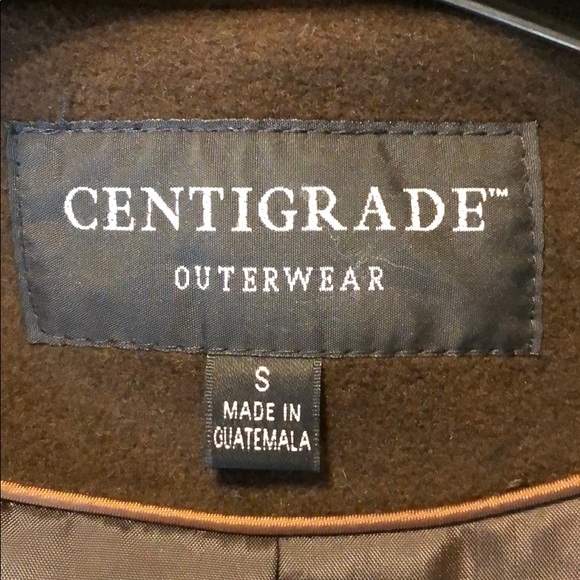 CENTIGRADE™
OUTERWEAR
S
MADE IN
GUATEMALA